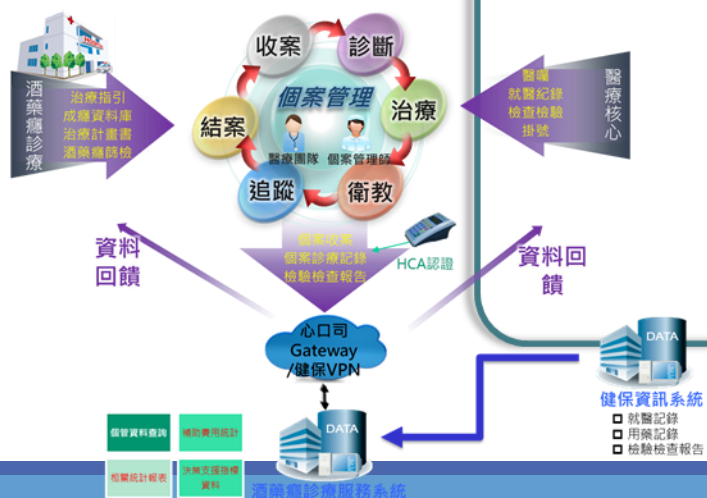 收案
診斷
個案管理
治療
結案
醫療團隊
個案管理師
追蹤
衛教
酒藥癮診療
治療指引
成癮資料庫
治療計畫書
酒藥癮篩檢
醫囑
就醫紀錄
檢查檢驗
掛號
醫療核心
資料
回饋
個案收案
個案診療記錄
檢驗檢查報告
HCA認證
資料回
饋
心口司
Gateway
/健保VPN
DATA
健保資訊系統
就醫記錄
用藥記錄
檢驗檢查報告
個管資料查詢
補助費用統計
相關統計報表
決策支援指標
資料
DATA
酒藥癮診療服務系統